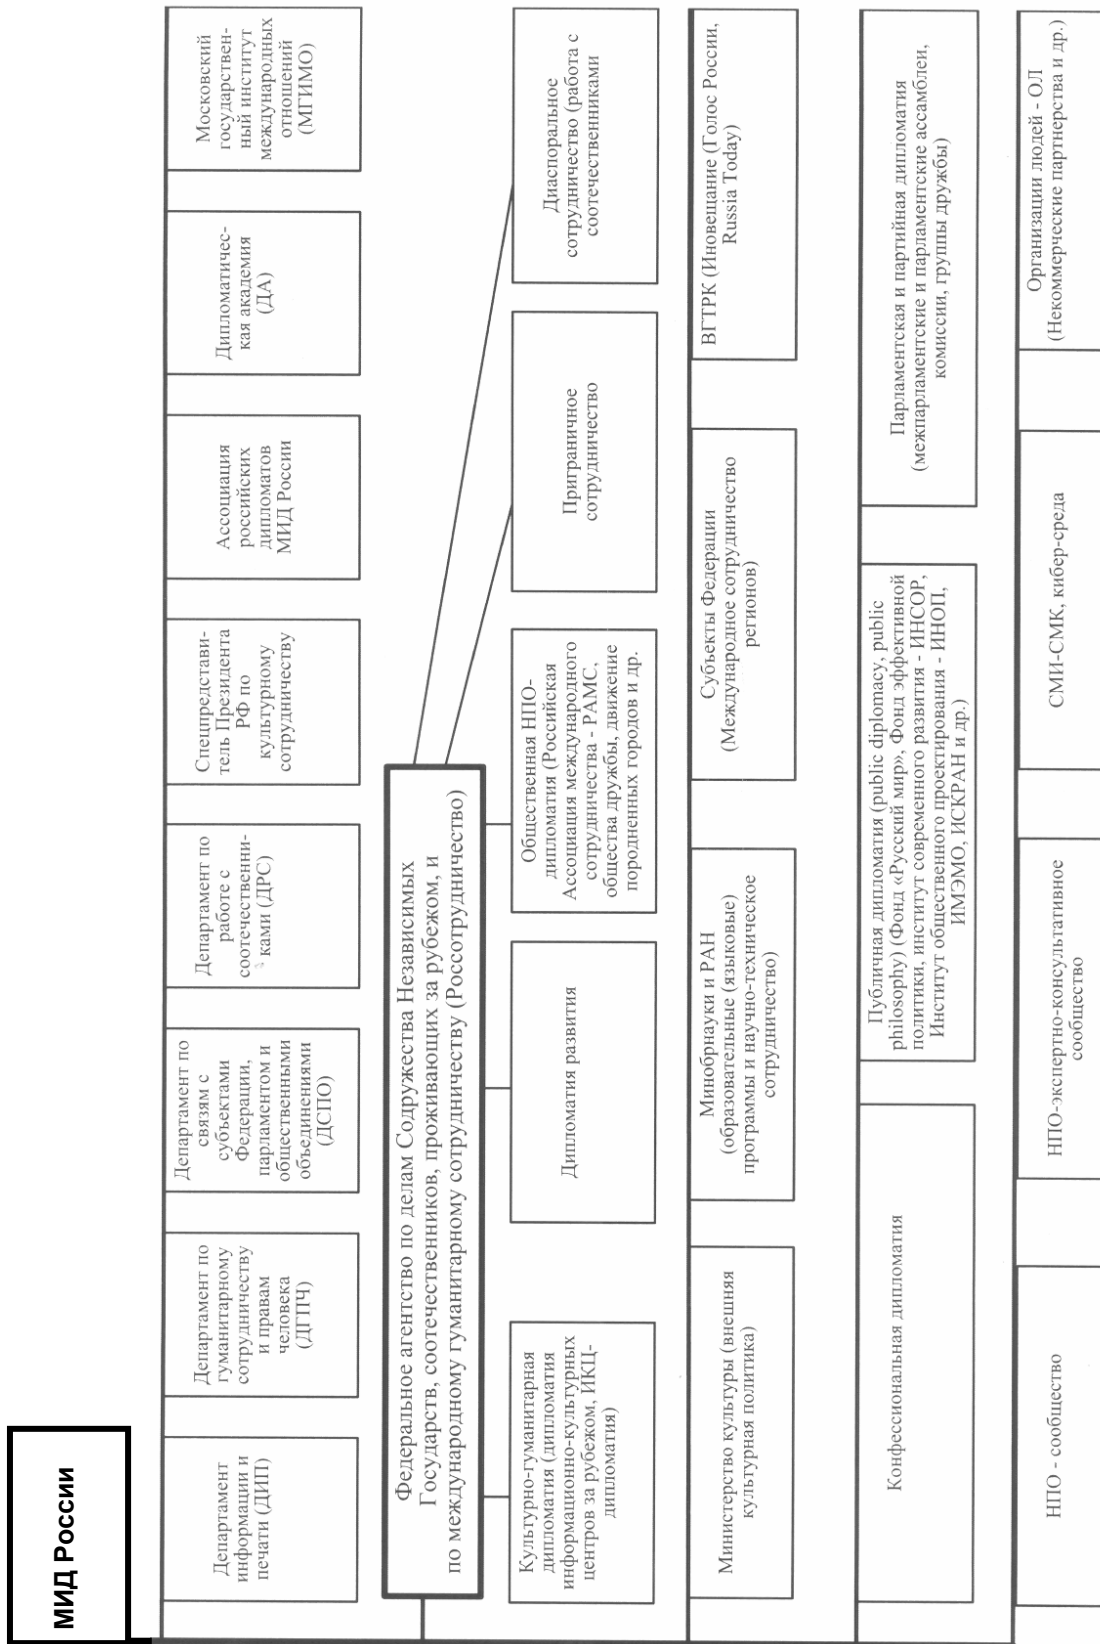 МИД России
Департамент
информации и
печати (ДИП)
Департамент по
гуманитарному
сотрудничеству
и правам
человека
(ДГПЧ)
Департамент по
связям с
субъектами
Федерации,
парламентом и
общественными
объединениями
(ДСПО)
Департамент по
работе с
соотечественни-
ками (ДРС)
Спецпредстави-
тель Президента
РФ по
культурному
сотрудничеству
Ассоциация
российских
дипломатов
МИД России
Дипломатичес-
кая академия
(ДА)
Московский
государствен-
ный институт
международных
отношений
(МГИМО)
Федеральное агентство по делам Содружества Независимых
Государств, соотечественников, проживающих за рубежом, и
по международному гуманитарному сотрудничеству (Россотрудничество)
Культурно-гуманитарная
дипломатия (дипломатия
информационно-культурных
центров за рубежом, ИКЦ-
дипломатия)
Дипломатия развития
Общественная НПО-
дипломатия (Российская
Ассоциация международного
сотрудничества - РАМС,
общества дружбы, движение
породненных городов и др.
Приграничное
сотрудничество
Диаспоральное
сотрудничество (работа с
соотечественниками
Министерство культуры (внешняя
культурная политика)
Минобрнауки и РАН
(образовательные (языковые)
программы и научно-техническое
сотрудничество)
Субъекты Федерации
(Международное сотрудничество
регионов)
ВГТРК (Иновещание (Голос России,
Russia Today)
Конфессиональная дипломатия
Публичная дипломатия (public diplomacy, public
philosophy) (Фонд «Русский мир», Фонд эффективной
политики, институт современного развития - ИНСОР,
Институт общественного проектирования - ИНОП,
ИМЭМО, ИСКРАН и др.)
Парламентская и партийная дипломатия
(межпарламентские и парламентские ассамблеи,
комиссии, группы дружбы)
НПО - сообщество
НПО-экспертно-консультативное
сообщество
СМИ-СМК, кибер-среда
Организации людей - ОЛ
(Некоммерческие партнерства и др.)